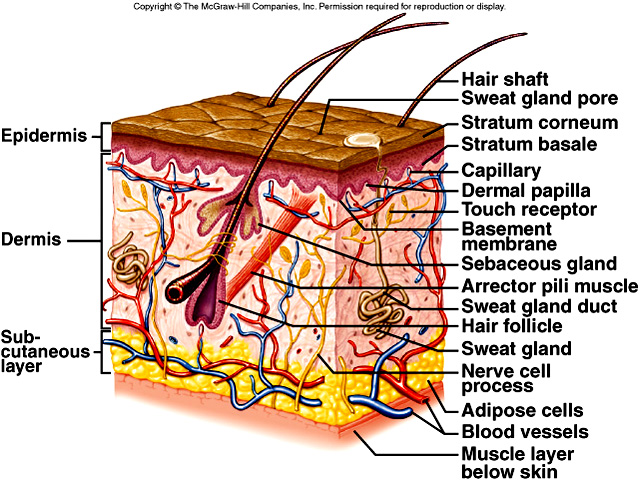 Copyright © The McGraw-Hill Companies, Inc. Permission required for reproduction or display.
Epidermis
Dermis
Sub-
cutaneous
layer
Hair shaft
Sweat gland pore
Stratum corneum
Stratum basale
Capillary
Dermal papilla
Touch receptor
Basement
membrane
Sebaceous gland
Arrector pili muscle
Sweat gland duct
Hair follicle
Sweat gland
Nerve cell
process
Adipose cells
Blood vessels
Muscle layer
below skin